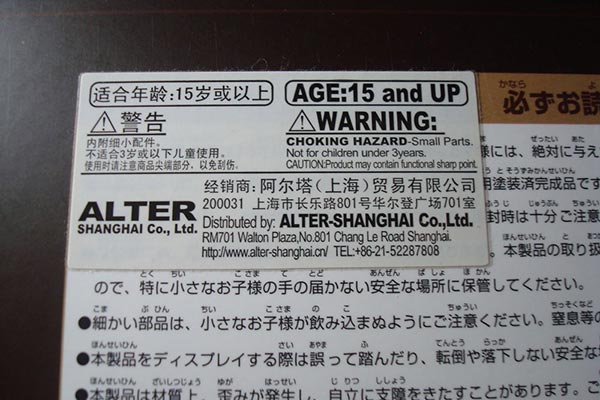 适合年龄:15岁或以上
AGE:15 and UP
⚠警告
内附细小配件。
不适合3岁或以下儿童使用。
使用时请注意商品尖端部分，以免刮伤。
⚠WARNING:
CHOKING HAZARD-Small Parts.
Not for children under 3years.
CAUTION:Product may contain functional sharp point.
ALTER
SHANGHAI Co., Ltd.
经销商: 阿尔塔（上海）贸易有限公司
200031 上海市长乐路801号华尔登广场701室
Distributed by: ALTER-SHANGHAI Co.,Ltd.
RM701 Walton Plaza,No.801 Chang Le Road Shanghai.
http://www.alter-shanghai.cn/ TEL:+86-21-52287808
必ずお読
様には、絶対に与え
用塗装済完成品です
封時は十分ご注意
。本製品の取り扱
ので、特に小さなお子様の手の届かない安全な場所に保管してください。
●細かい部品は、小さなお子様が飲み込まぬようにご注意ください。窒息等の
●本製品をディスプレイする際は誤って踏んだり、転倒や落下しない安全な
●本製品は材質上、歪みが発生し、自立に支障をきたすことがあります。ご